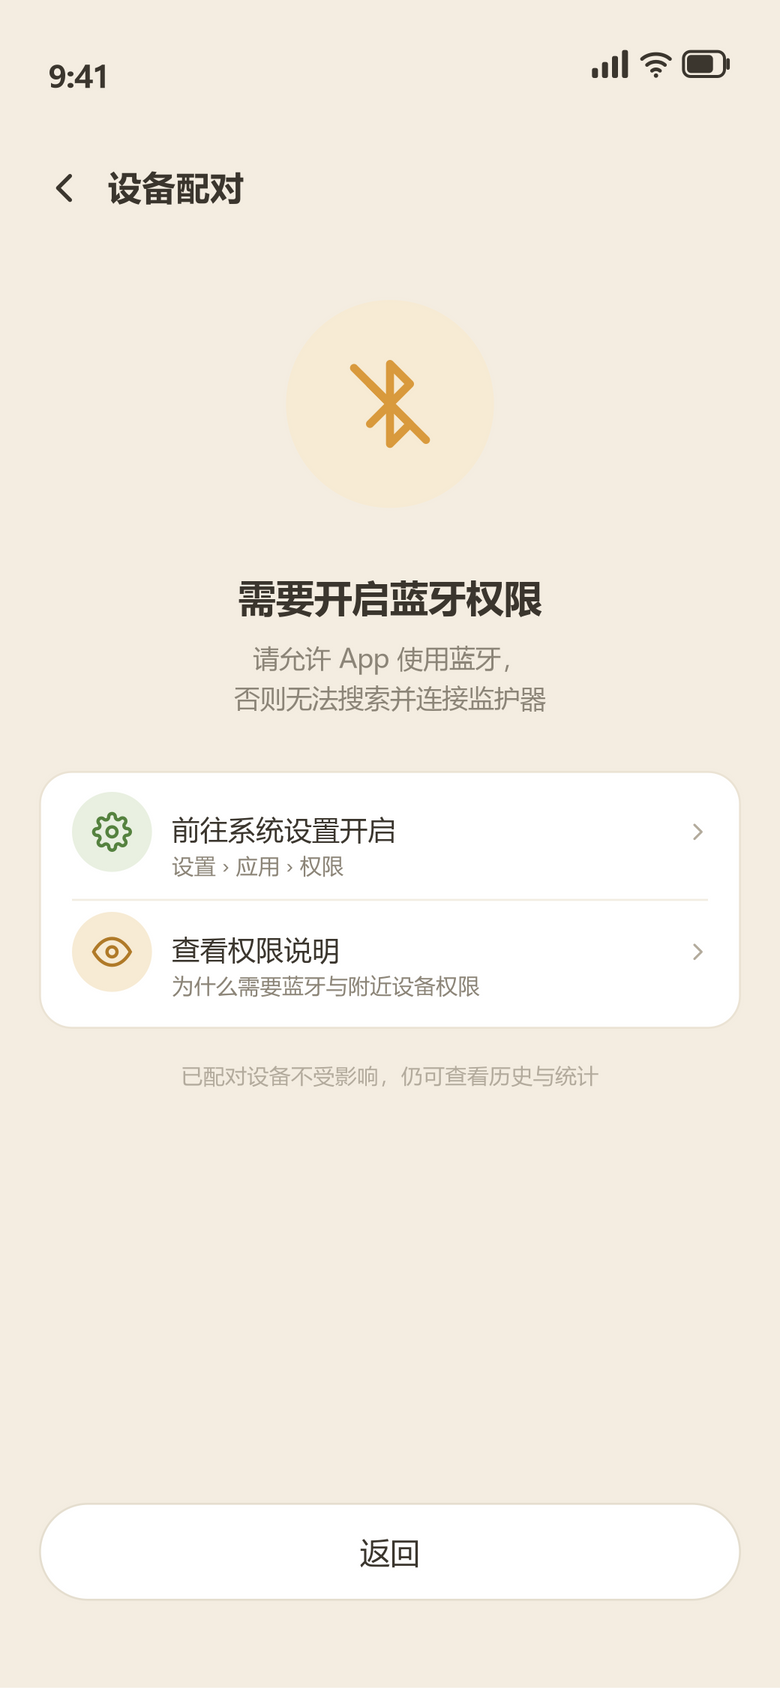 9:41
设备配对
需要开启蓝牙权限
请允许 App 使用蓝牙，
否则无法搜索并连接监护器
前往系统设置开启
设置 › 应用 › 权限
查看权限说明
为什么需要蓝牙与附近设备权限
已配对设备不受影响，仍可查看历史与统计
返回